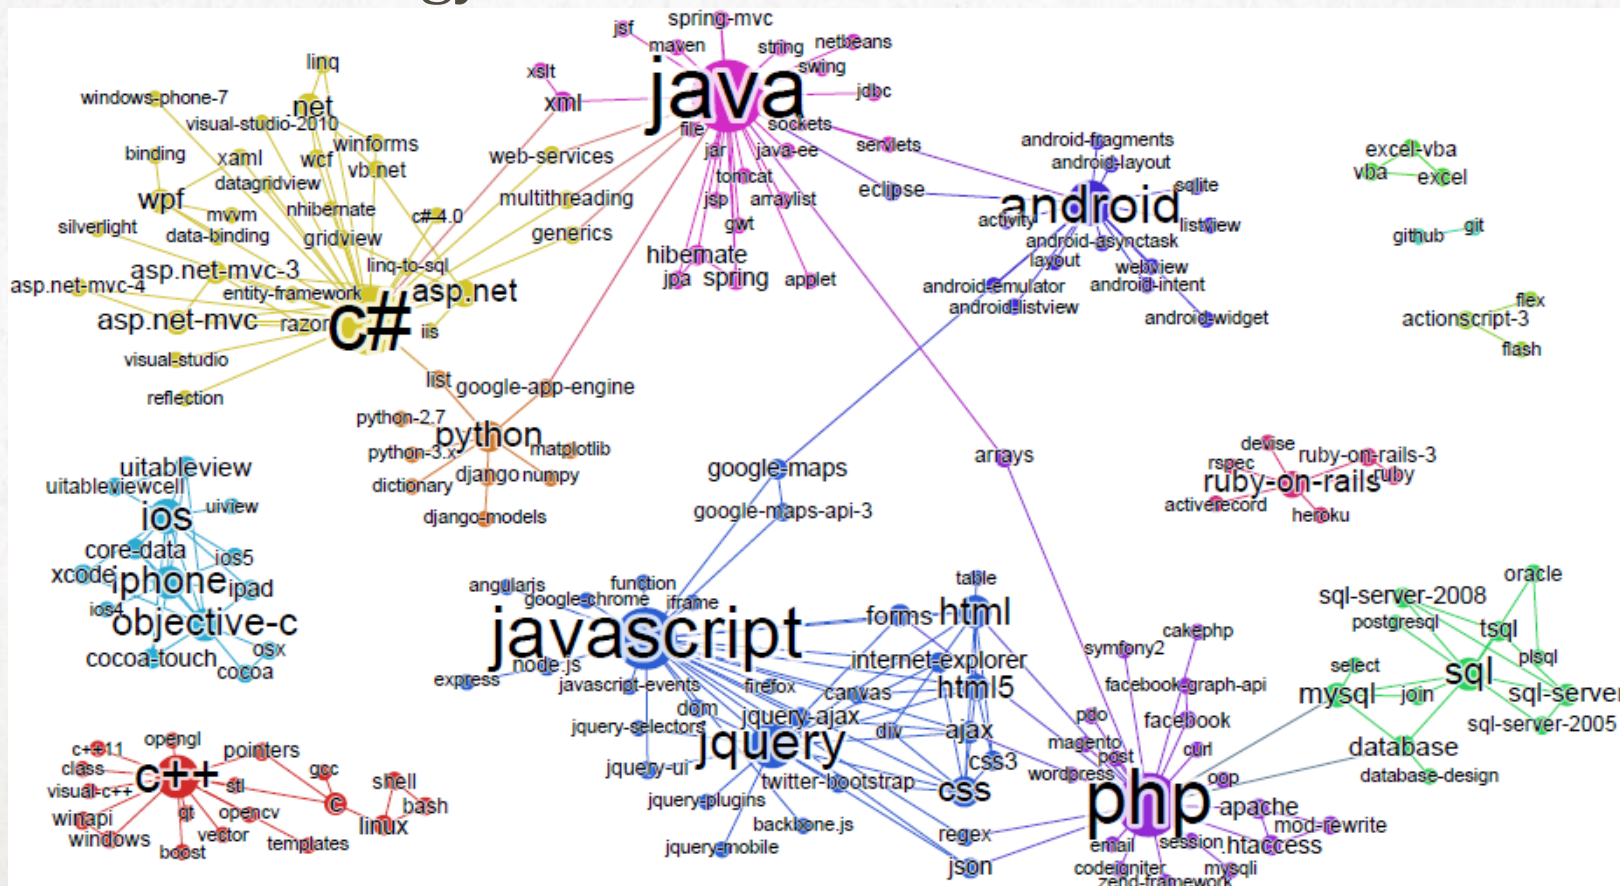 jsf
spring-mvc
maven
string
netbeans
linq
xslt
java
swing
windows-phone-7
.net
xml
jdbc
visual-studio-2010
file
sockets
android-fragments
binding
xaml
wcf
winforms
web-services
jar
java-ee
servlets
android-layout
excel-vba
vb.net
datagridview
tomcat
vba
excel
wpf
mvvm
nhibernate
c#-4.0
multithreading
jsp
arraylist
eclipse
android
sqlite
silverlight
data-binding
gridview
generics
gwt
activity
listview
github
git
android-asynctask
linq-to-sql
hibernate
layout
webview
asp.net-mvc-3
asp.net-mvc-4
entity-framework
asp.net
jpa
spring
applet
android-emulator
android-intent
flex
asp.net-mvc
razor
c#
iis
android-listview
android-widget
actionscript-3
visual-studio
flash
list
google-app-engine
reflection
python-2.7
python
python-3.x
matplotlib
arrays
devise
ruby-on-rails-3
uitableview
django
numpy
google-maps
rspec
ruby-on-rails
ruby
uitableviewcell
dictionary
uiview
ios
django-models
google-maps-api-3
activerecord
heroku
core-data
ios5
xcode
iphone
ipad
angularjs
function
table
oracle
google-chrome
iframe
ios4
objective-c
javascript
forms
html
sql-server-2008
postgresql
tsql
cakephp
symfony2
cocoa-touch
osx
cocoa
node.js
express
javascript-events
firefox
internet-explorer
canvas
html5
facebook-graph-api
select
mysql
join
sql
plsql
sql-server
dom
jquery-selectors
jquery-ajax
div
ajax
pdo
facebook
sql-server-2005
c++11
opengl
pointers
jquery
magento
post
curl
database
class
c++
gcc
shell
jquery-ui
twitter-bootstrap
css3
wordpress
oop
database-design
visual-c++
stl
c
bash
jquery-plugins
css
php
apache
winapi
qt
opencv
linux
backbone.js
regex
mod-rewrite
windows
vector
templates
boost
jquery-mobile
email
session
.htaccess
json
codeigniter
mysqli
zend-framework